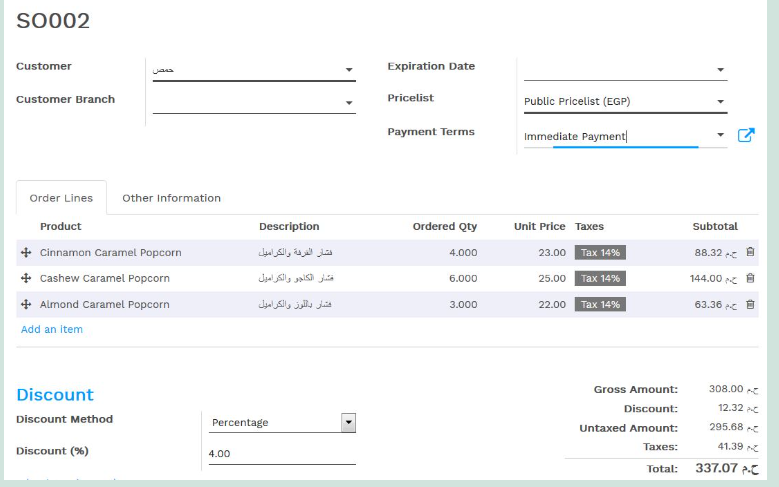 SO002
Customer حمص
Customer Branch
Expiration Date
Pricelist Public Pricelist (EGP)
Payment Terms Immediate Payment
Order Lines Other Information
Product Description Ordered Qty Unit Price Taxes Subtotal
Cinnamon Caramel Popcorn فشار القرفة والكراميل 4.000 23.00 Tax 14% 88.32 ج.م
Cashew Caramel Popcorn فشار الكاجو والكراميل 6.000 25.00 Tax 14% 144.00 ج.م
Almond Caramel Popcorn فشار باللوز والكراميل 3.000 22.00 Tax 14% 63.36 ج.م
Add an item
Discount
Discount Method Percentage
Discount (%) 4.00
Gross Amount: 308.00 ج.م
Discount: 12.32 ج.م
Untaxed Amount: 295.68 ج.م
Taxes: 41.39 ج.م
Total: 337.07 ج.م